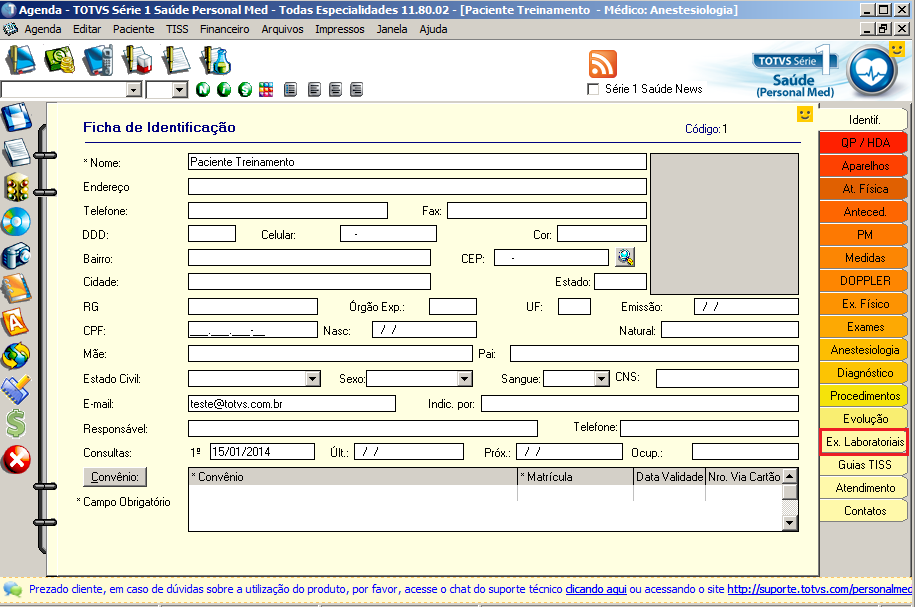 Agenda - TOTVS Série 1 Saúde Personal Med - Todas Especialidades 11.80.02 - [Paciente Treinamento - Médico: Anestesiologia]
Agenda Editar Paciente TISS Financeiro Arquivos Impressos Janela Ajuda
TOTVS Série 1
Saúde
(Personal Med)
Série 1 Saúde News
Ficha de Identificação
Código: 1
* Nome: Paciente Treinamento
Endereço
Telefone: Fax:
DDD: Celular: - Cor:
Bairro: CEP: -
Cidade: Estado:
RG Órgão Exp.: UF: Emissão: / /
CPF: ___.___.___-__ Nasc: / / Natural:
Mãe: Pai:
Estado Civil: Sexo: Sangue: CNS:
E-mail: teste@totvs.com.br Indic. por:
Responsável: Telefone:
Consultas: 1º 15/01/2014 Últ.: / / Próx.: / / Ocup.:
Convênio: * Convênio * Matrícula Data Validade Nro. Via Cartão
* Campo Obrigatório
Identif.
QP / HDA
Aparelhos
At. Física
Anteced.
PM
Medidas
DOPPLER
Ex. Físico
Exames
Anestesiologia
Diagnóstico
Procedimentos
Evolução
Ex. Laboratoriais
Guias TISS
Atendimento
Contatos
Prezado cliente, em caso de dúvidas sobre a utilização do produto, por favor, acesse o chat do suporte técnico clicando aqui ou acessando o site http://suporte.totvs.com/personalmed